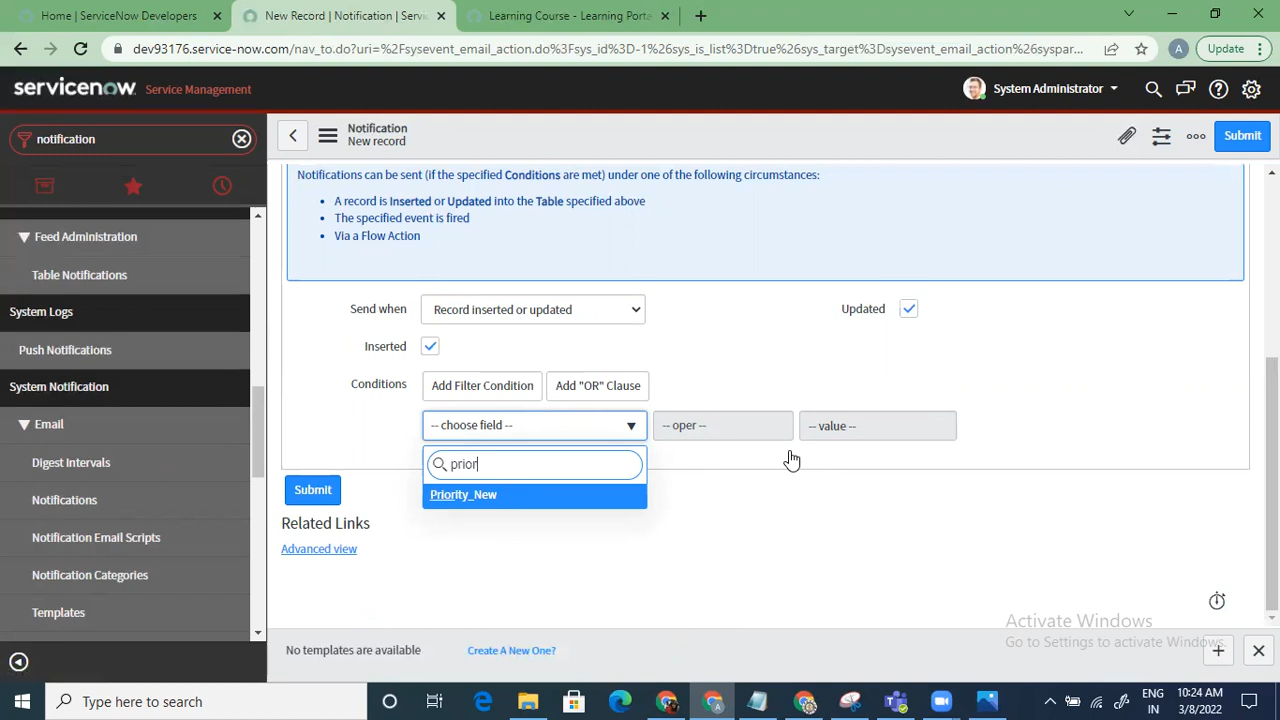 Home | ServiceNow Developers
New Record | Notification | Servic
Learning Course - Learning Porta
dev93176.service-now.com/nav_to.do?uri=%2Fsysevent_email_action.do%3Fsys_id%3D-1%26sys_is_list%3Dtrue%26sys_target%3Dsysevent_email_action%26syspar...
A
Update
servicenow Service Management
System Administrator
notification
Notification
New record
Submit
Feed Administration
Table Notifications
System Logs
Push Notifications
System Notification
Email
Digest Intervals
Notifications
Notification Email Scripts
Notification Categories
Templates
Notifications can be sent (if the specified Conditions are met) under one of the following circumstances:
• A record is Inserted or Updated into the Table specified above
• The specified event is fired
• Via a Flow Action
Send when Record inserted or updated Updated
Inserted
Conditions Add Filter Condition Add "OR" Clause
-- choose field -- -- oper -- -- value --
prior
Priority_New
Submit
Related Links
Advanced view
Activate Windows
Go to Settings to activate Windows.
No templates are available Create A New One?
Type here to search
ENG
IN
10:24 AM
3/8/2022